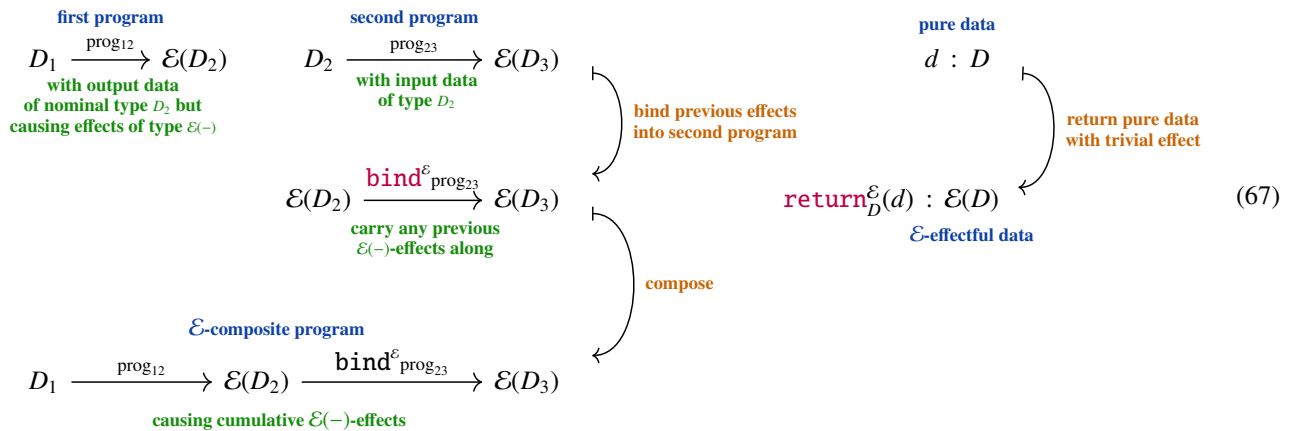 first program second program pure data
D₁ —prog₁₂→ ℰ(D₂) D₂ —prog₂₃→ ℰ(D₃) d : D
with output data
of nominal type D₂ but
causing effects of type ℰ(−)
with input data
of type D₂
bind previous effects
into second program
return pure data
with trivial effect
ℰ(D₂) —bind^ℰ prog₂₃→ ℰ(D₃) return^ℰ_D(d) : ℰ(D) (67)
carry any previous
ℰ(−)-effects along
ℰ-effectful data
compose
ℰ-composite program
D₁ —prog₁₂→ ℰ(D₂) —bind^ℰ prog₂₃→ ℰ(D₃)
causing cumulative ℰ(−)-effects